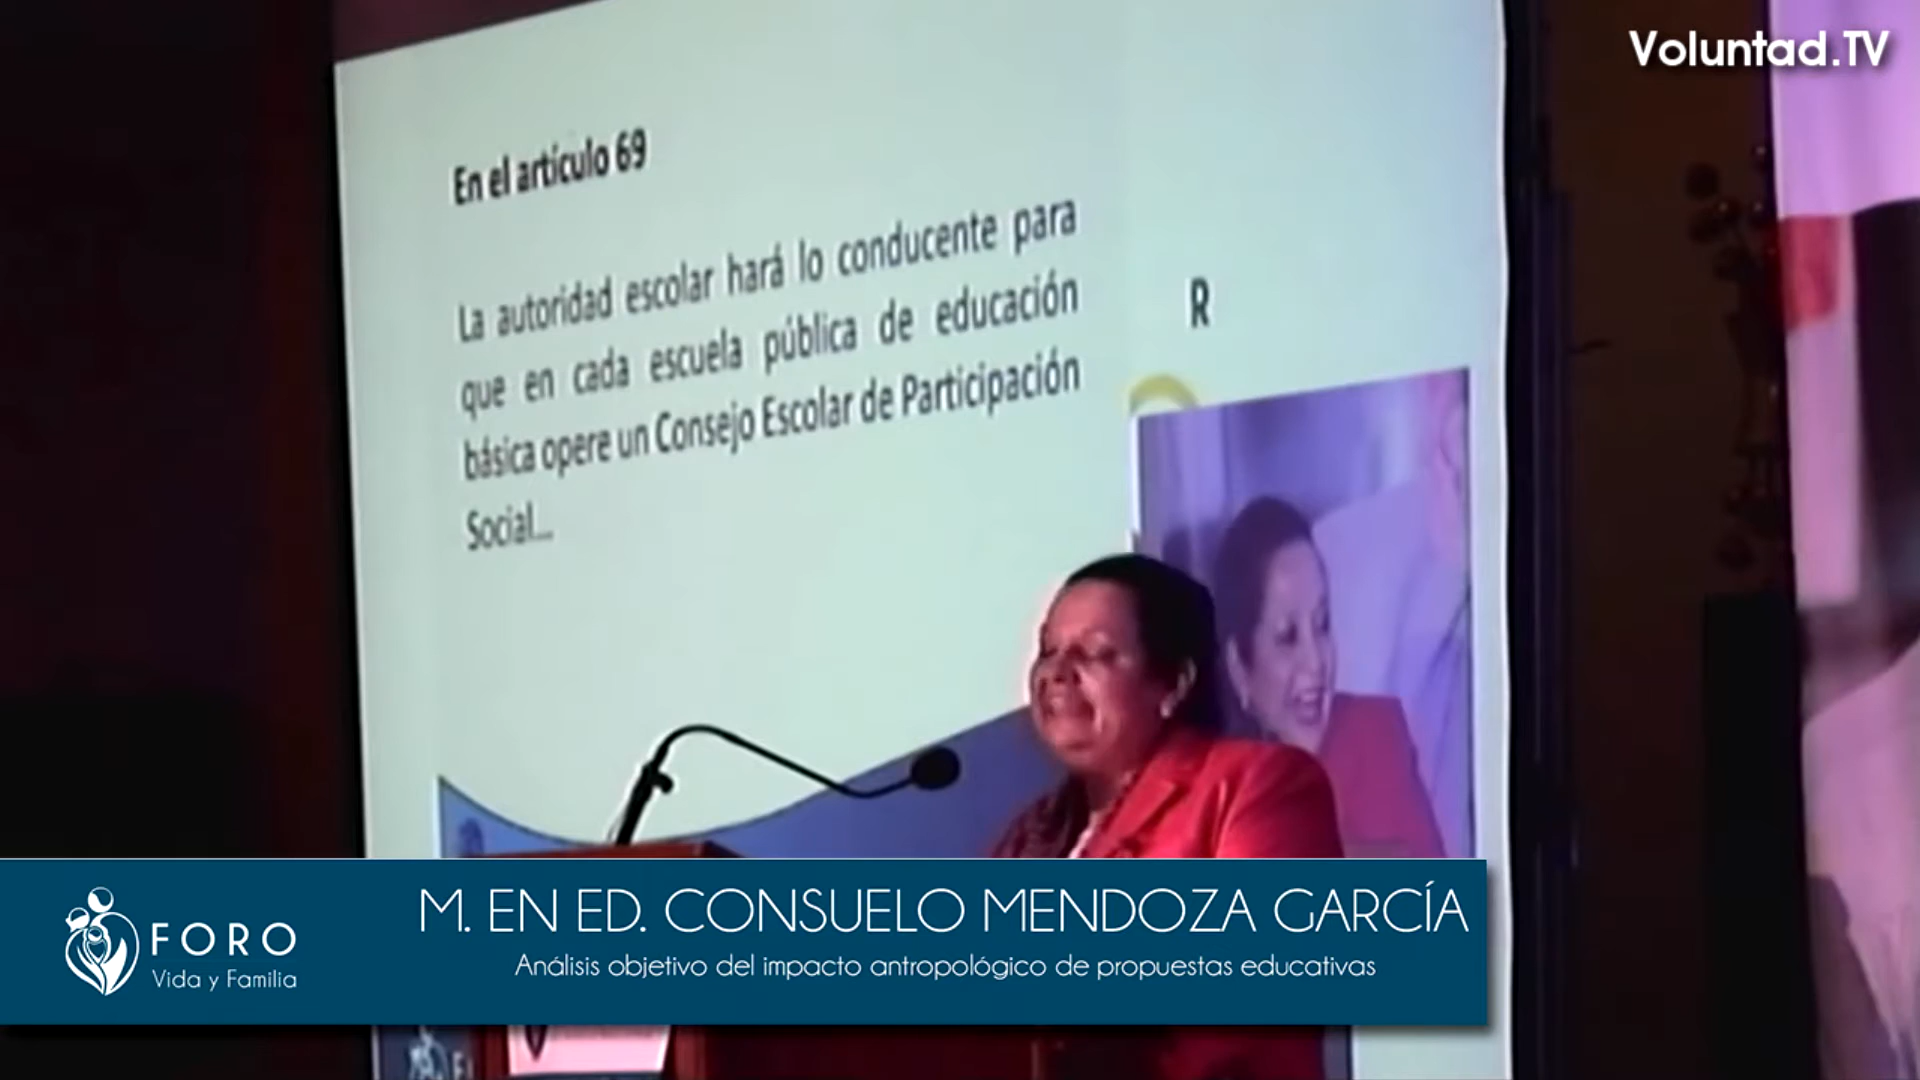 Voluntad.TV
En el artículo 69
La autoridad escolar hará lo conducente para
que en cada escuela pública de educación
básica opere un Consejo Escolar de Participación
Social...
R
FORO
Vida y Familia
M. EN ED. CONSUELO MENDOZA GARCÍA
Análisis objetivo del impacto antropológico de propuestas educativas